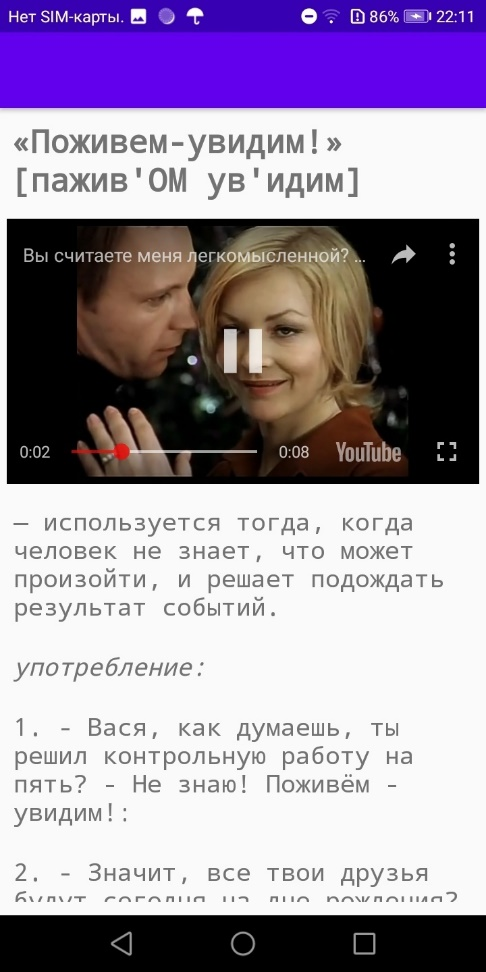 Нет SIM-карты.
86%
22:11
«Поживем-увидим!»
[пажив'ОМ ув'идим]
Вы считаете меня легкомысленной? …
0:02
0:08
YouTube
— используется тогда, когда
человек не знает, что может
произойти, и решает подождать
результат событий.
употребление:
1. - Вася, как думаешь, ты
решил контрольную работу на
пять? - Не знаю! Поживём -
увидим!:
2. - Значит, все твои друзья
будут сегодня на дне рождения?